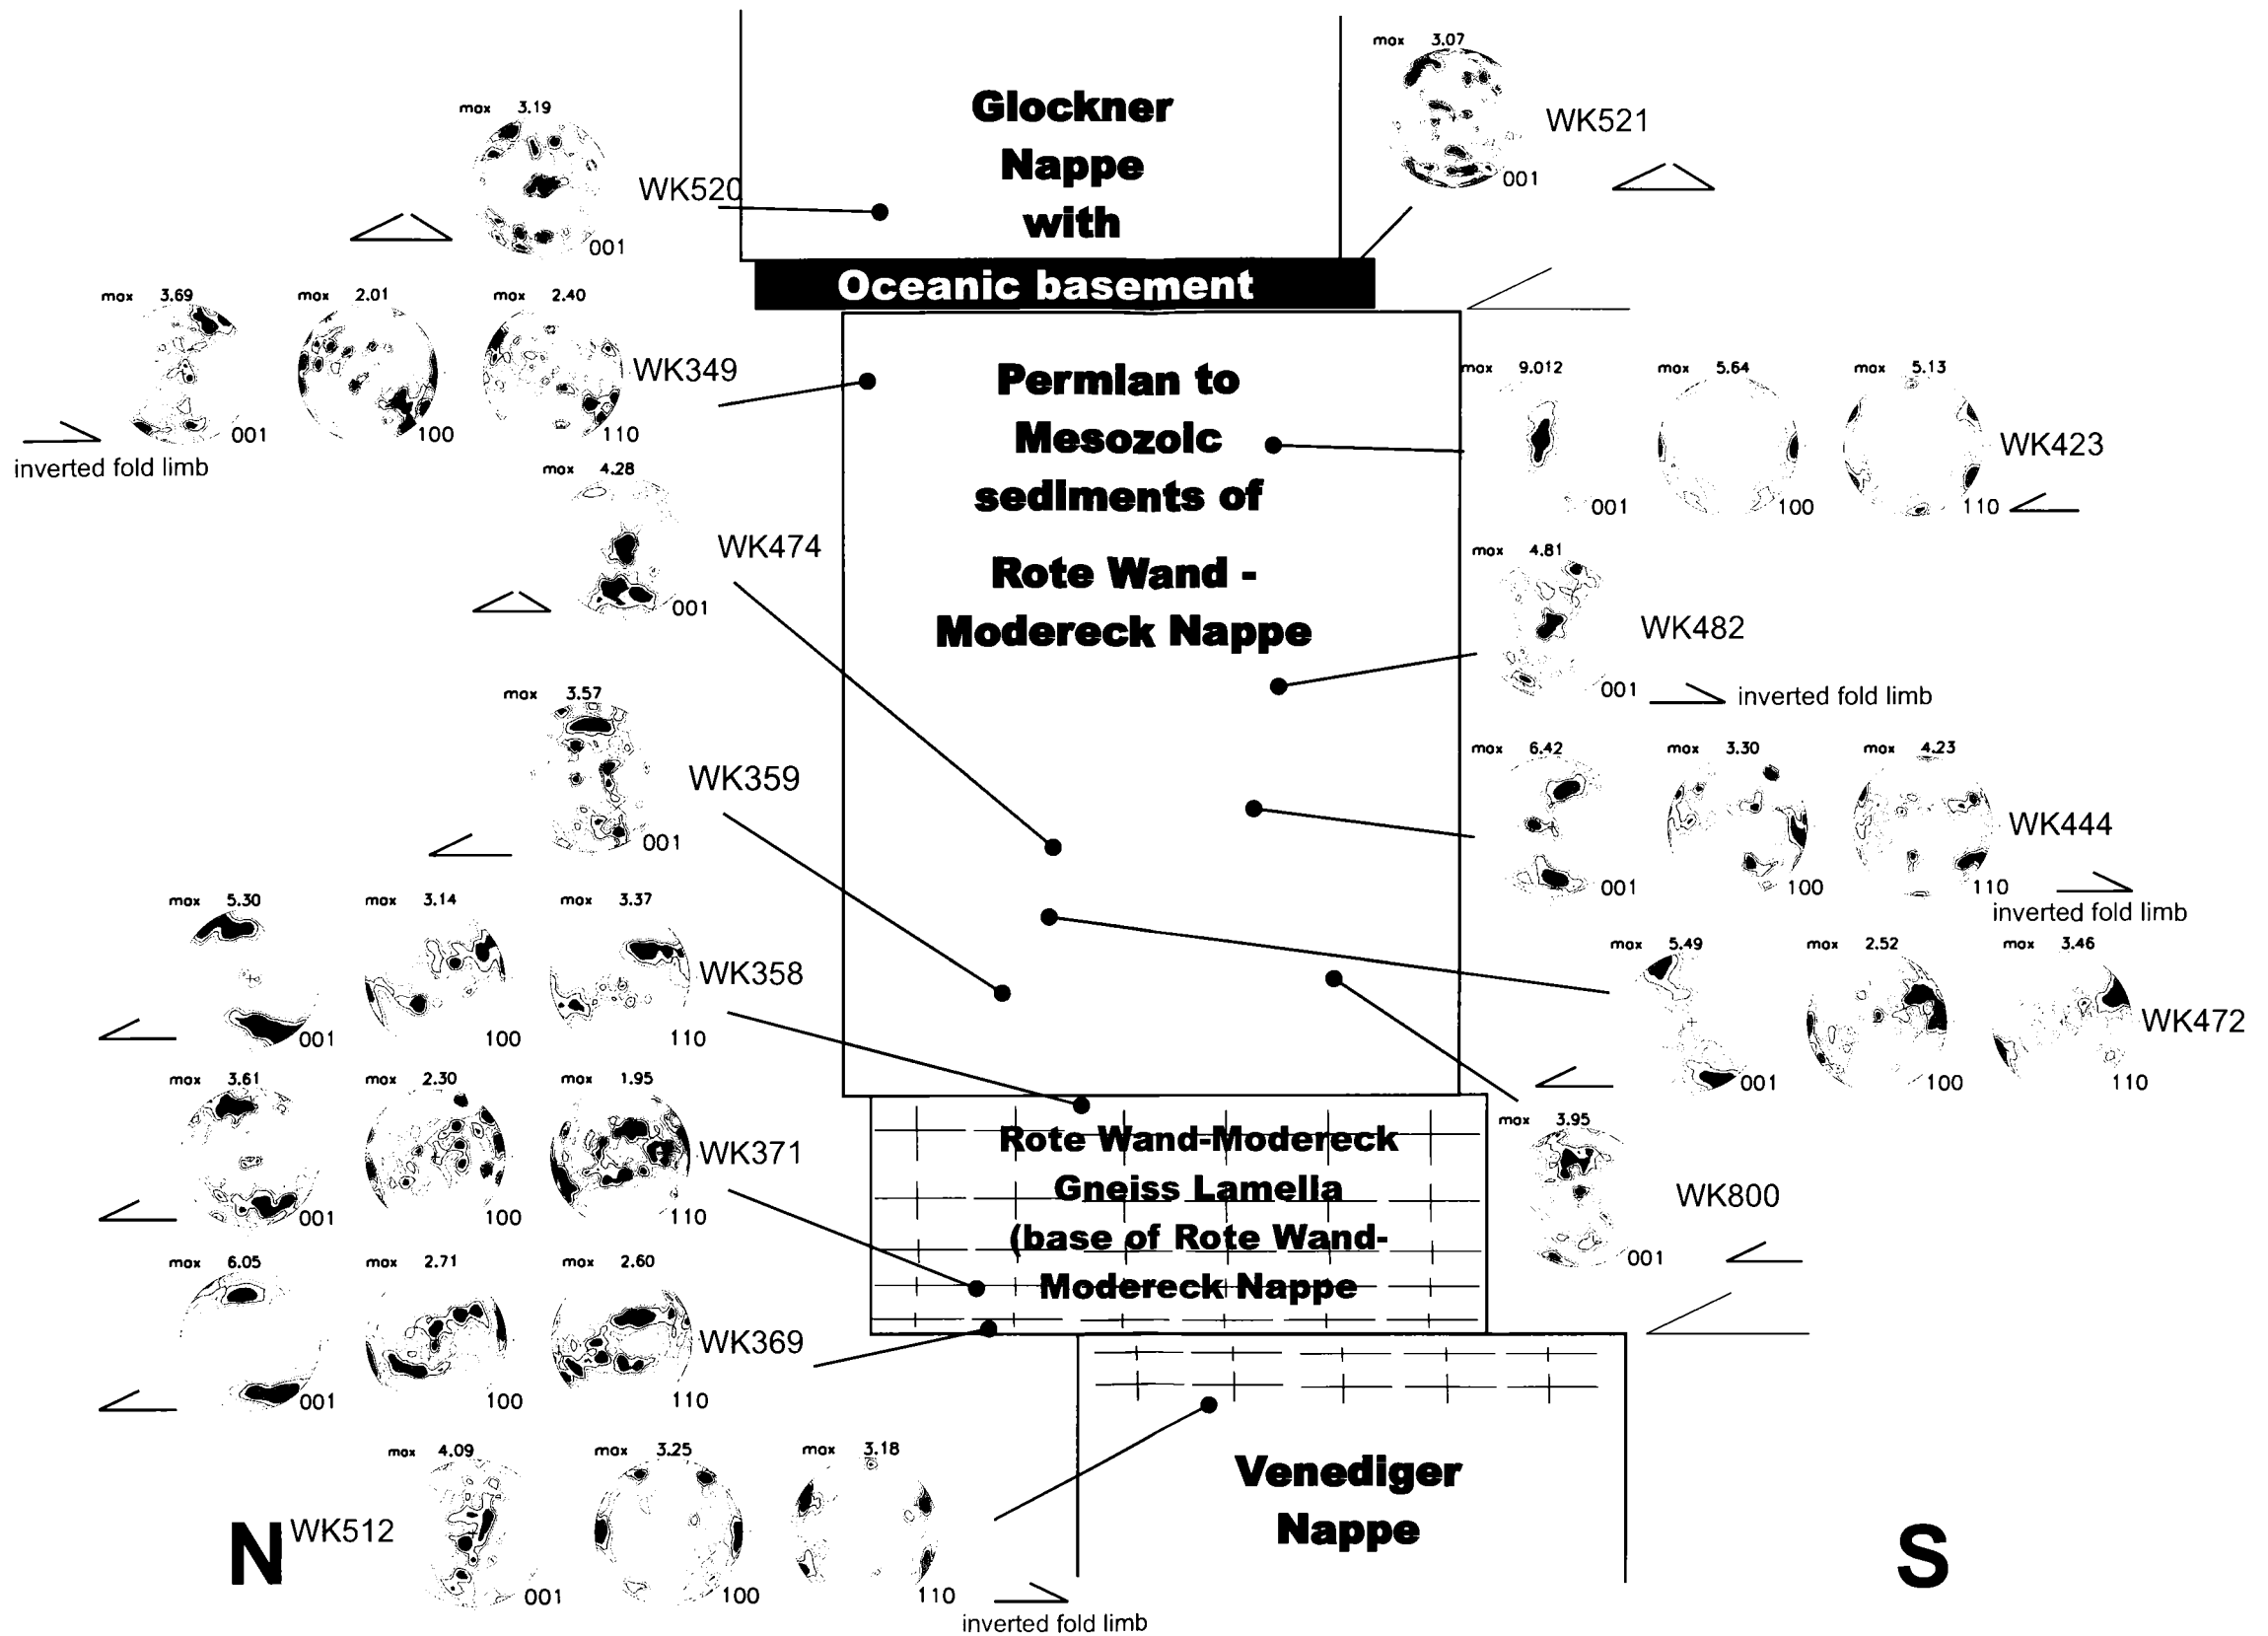 max 3.07
WK521
001
max 3.19
WK520
001
Glockner
Nappe
with
Oceanic basement
max 3.69
001
max 2.01
100
max 2.40
110
WK349
inverted fold limb
Permian to
Mesozoic
sediments of
Rote Wand -
Modereck Nappe
max 9.012
001
max 5.64
100
max 5.13
110
WK423
max 4.28
WK474
001
max 4.81
WK482
001
inverted fold limb
max 3.57
WK359
001
max 6.42
001
max 3.30
100
max 4.23
110
WK444
inverted fold limb
max 5.30
001
max 3.14
100
max 3.37
110
WK358
max 5.49
001
max 2.52
100
max 3.46
110
WK472
max 3.61
001
max 2.30
100
max 1.95
110
WK371
Rote Wand-Modereck
Gneiss Lamella
(base of Rote Wand-
Modereck Nappe
max 3.95
WK800
001
max 6.05
001
max 2.71
100
max 2.60
110
WK369
max 4.09
001
max 3.25
100
max 3.18
110
WK512
inverted fold limb
Venediger
Nappe
N
S